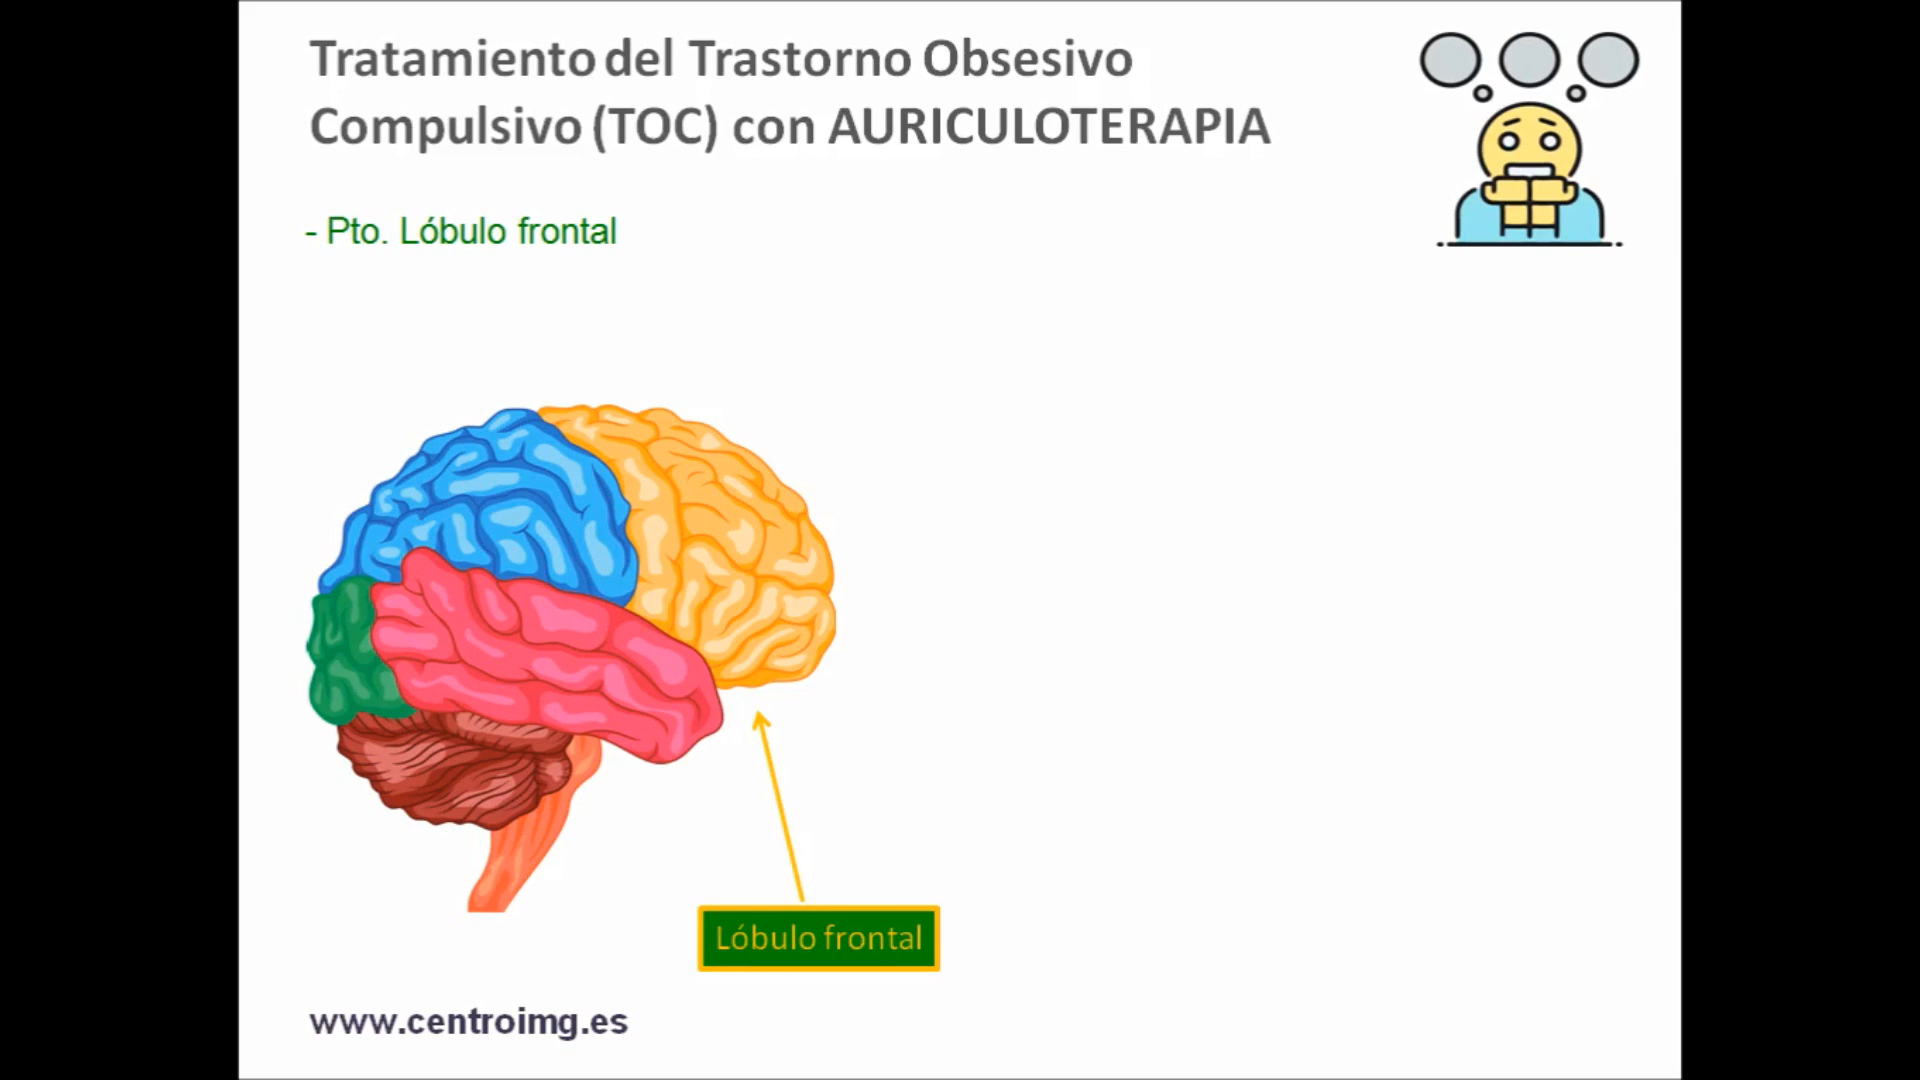 Tratamiento del Trastorno Obsesivo
Compulsivo (TOC) con AURICULOTERAPIA
- Pto. Lóbulo frontal
Lóbulo frontal
www.centroimg.es